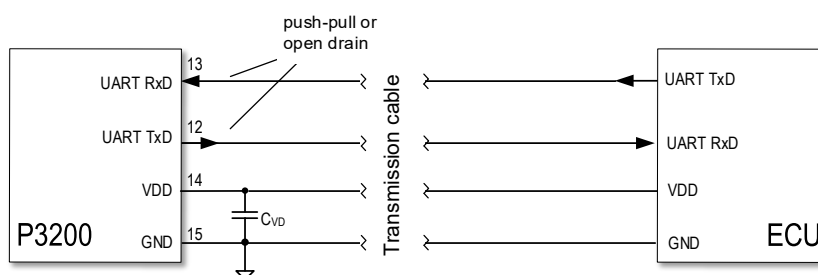 push-pull or
open drain
13
UART RxD
UART TxD
12
UART TxD
UART RxD
14
VDD
VDD
CVD
15
GND
GND
P3200
ECU
Transmission cable